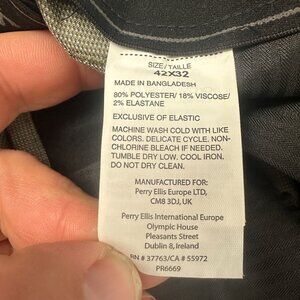 SIZE/TAILLE
42X32
MADE IN BANGLADESH
80% POLYESTER/ 18% VISCOSE/
2% ELASTANE
EXCLUSIVE OF ELASTIC
MACHINE WASH COLD WITH LIKE
COLORS. DELICATE CYCLE. NON-
CHLORINE BLEACH IF NEEDED.
TUMBLE DRY LOW. COOL IRON.
DO NOT DRY CLEAN.
MANUFACTURED FOR:
Perry Ellis Europe LTD,
CM8 3DJ, UK
Perry Ellis International Europe
Olympic House
Pleasants Street
Dublin 8, Ireland
RN # 37763/CA # 55972
PR6669